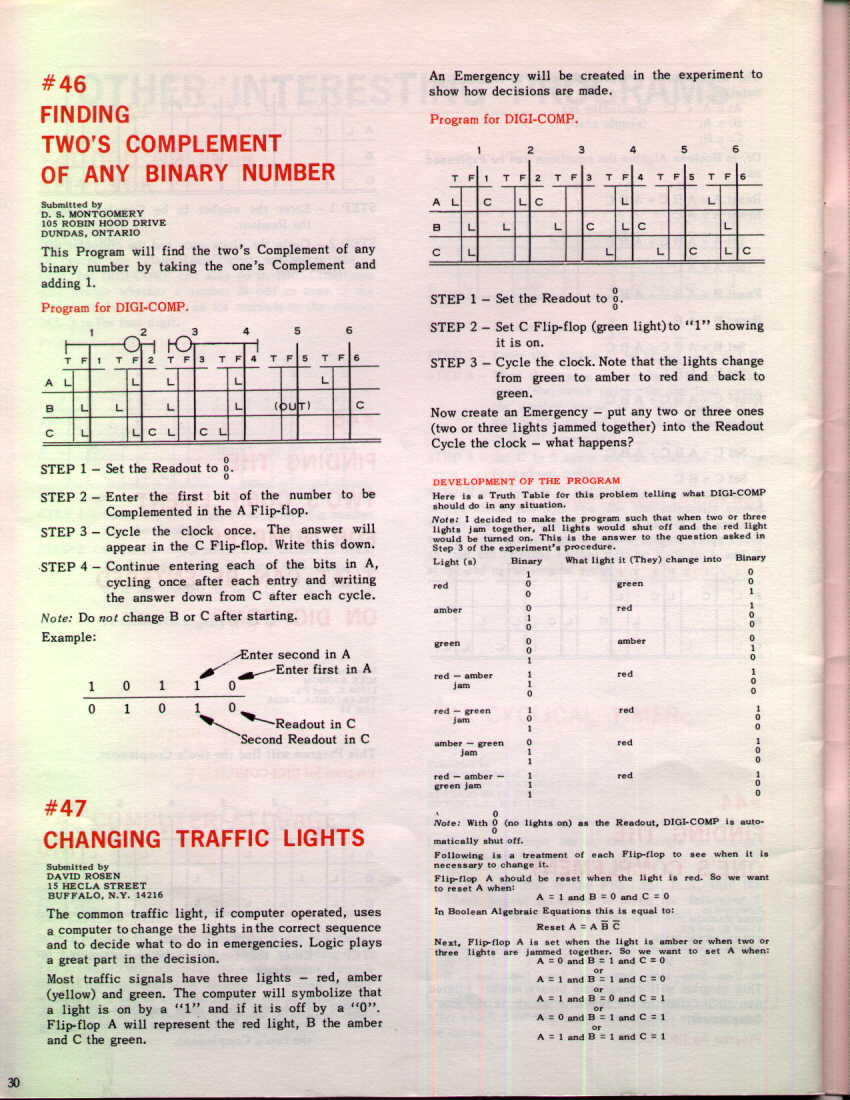 #46
FINDING
TWO'S COMPLEMENT
OF ANY BINARY NUMBER
Submitted by
D. S. MONTGOMERY
105 ROBIN HOOD DRIVE
DUNDAS, ONTARIO
This Program will find the two's Complement of any
binary number by taking the one's Complement and
adding 1.
Program for DIGI-COMP.
1 2 3 4 5 6
T F 1 T F 2 T F 3 T F 4 T F 5 T F 6
A L L L L L
B L L L L (OUT) C
C L L C L C L
STEP 1 – Set the Readout to 0
0.
0
STEP 2 – Enter the first bit of the number to be
Complemented in the A Flip-flop.
STEP 3 – Cycle the clock once. The answer will
appear in the C Flip-flop. Write this down.
STEP 4 – Continue entering each of the bits in A,
cycling once after each entry and writing
the answer down from C after each cycle.
Note: Do not change B or C after starting.
Example:
Enter second in A
Enter first in A
1 0 1 1 0
0 1 0 1 0
Readout in C
Second Readout in C
#47
CHANGING TRAFFIC LIGHTS
Submitted by
DAVID ROSEN
15 HECLA STREET
BUFFALO, N.Y. 14216
The common traffic light, if computer operated, uses
a computer to change the lights in the correct sequence
and to decide what to do in emergencies. Logic plays
a great part in the decision.
Most traffic signals have three lights – red, amber
(yellow) and green. The computer will symbolize that
a light is on by a "1" and if it is off by a "0".
Flip-flop A will represent the red light, B the amber
and C the green.
30
An Emergency will be created in the experiment to
show how decisions are made.
Program for DIGI-COMP.
1 2 3 4 5 6
T F 1 T F 2 T F 3 T F 4 T F 5 T F 6
A L C L C L L
B L L L C L C L
C L L L C L C
STEP 1 – Set the Readout to 0
0.
0
STEP 2 – Set C Flip-flop (green light) to "1" showing
it is on.
STEP 3 – Cycle the clock. Note that the lights change
from green to amber to red and back to
green.
Now create an Emergency – put any two or three ones
(two or three lights jammed together) into the Readout
Cycle the clock – what happens?
DEVELOPMENT OF THE PROGRAM
Here is a Truth Table for this problem telling what DIGI-COMP
should do in any situation.
Note: I decided to make the program such that when two or three
lights jam together, all lights would shut off and the red light
would be turned on. This is the answer to the question asked in
Step 3 of the experiment's procedure.
Light (s) Binary What light it (They) change into Binary
1 0
red 0 green 0
0 1
amber 0 red 1
1 0
0 0
green 0 amber 0
0 1
1 0
red – amber 1 red 1
jam 1 0
0 0
red – green 1 red 1
jam 0 0
1 0
amber – green 0 red 1
jam 1 0
1 0
red – amber – 1 red 1
green jam 1 0
1 0
0
Note: With 0 (no lights on) as the Readout, DIGI-COMP is auto-
0
matically shut off.
Following is a treatment of each Flip-flop to see when it is
necessary to change it.
Flip-flop A should be reset when the light is red. So we want
to reset A when:
A = 1 and B = 0 and C = 0
In Boolean Algebraic Equations this is equal to:
Reset A = A B̅ C̅
Next, Flip-flop A is set when the light is amber or when two or
three lights are jammed together. So we want to set A when:
A = 0 and B = 1 and C = 0
or
A = 1 and B = 1 and C = 0
or
A = 1 and B = 0 and C = 1
or
A = 0 and B = 1 and C = 1
or
A = 1 and B = 1 and C = 1